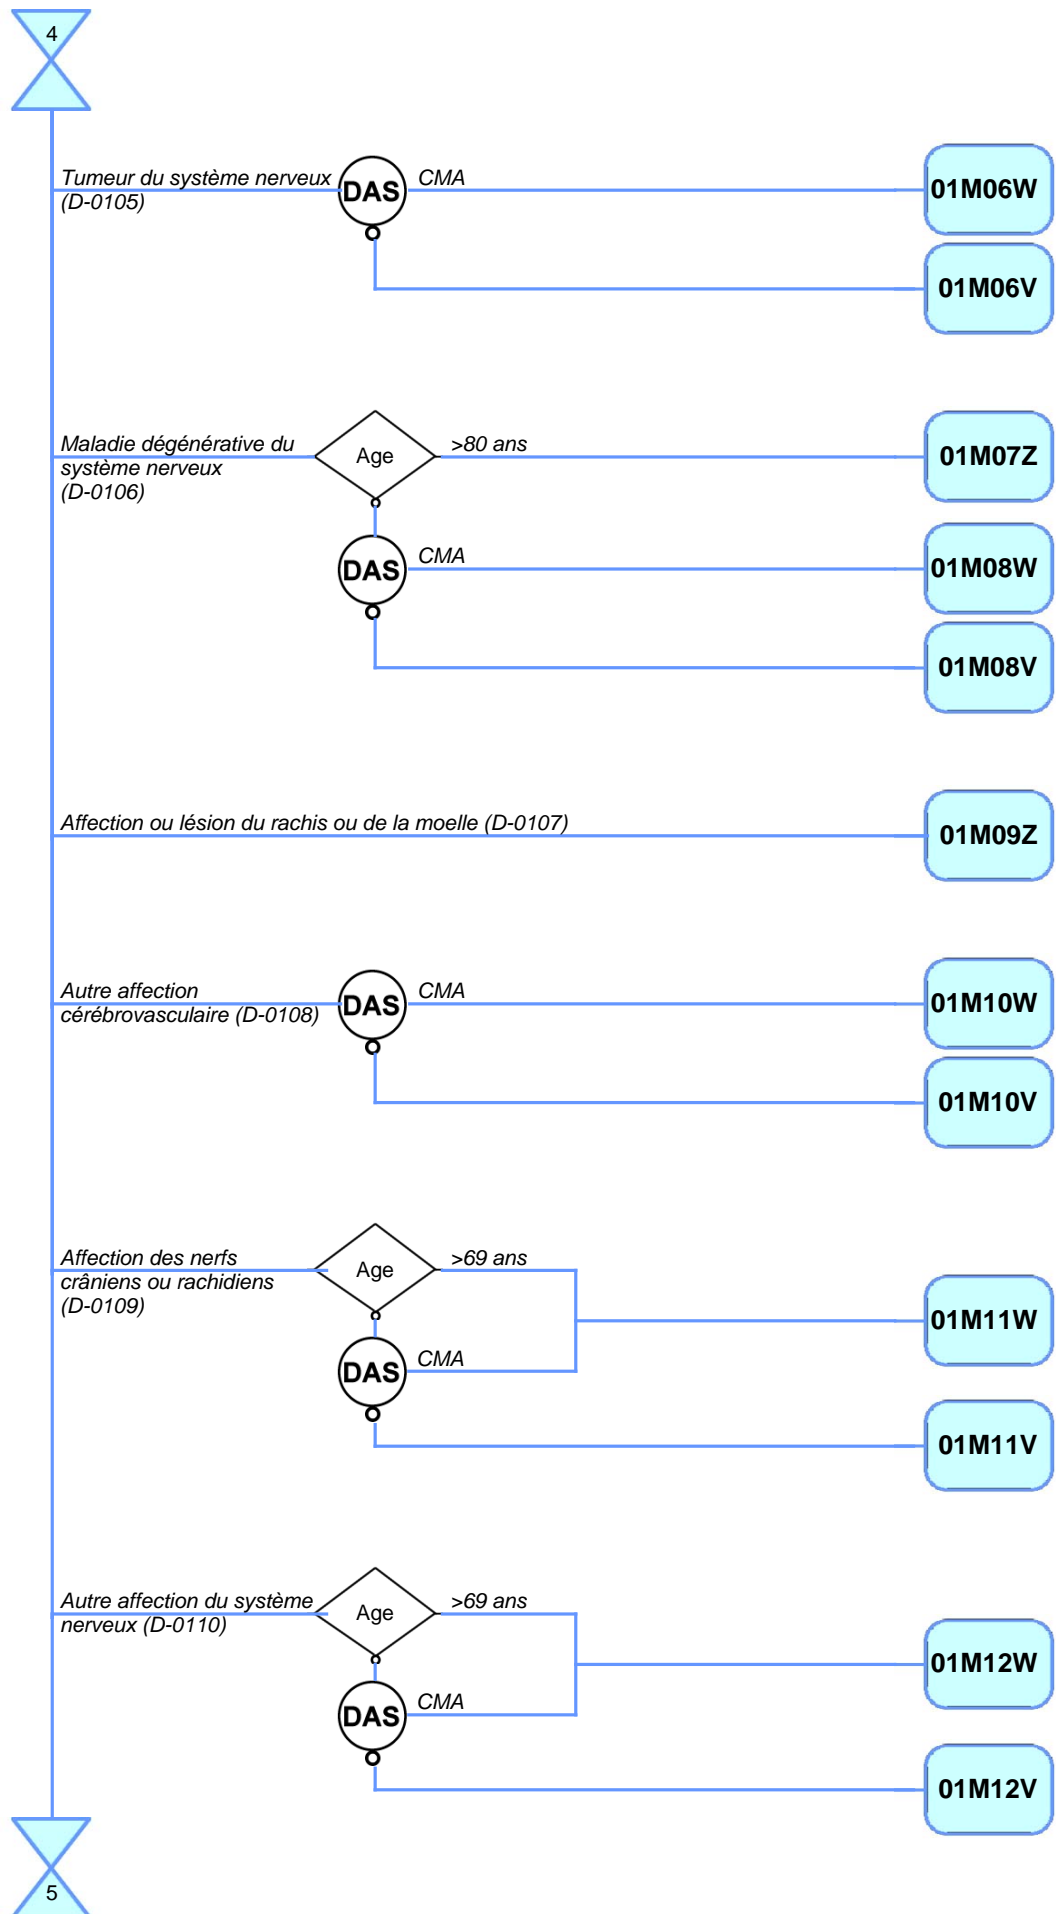 4
Tumeur du système nerveux
(D-0105)
DAS
CMA
01M06W
01M06V
Maladie dégénérative du
système nerveux
(D-0106)
Age
>80 ans
01M07Z
DAS
CMA
01M08W
01M08V
Affection ou lésion du rachis ou de la moelle (D-0107)
01M09Z
Autre affection
cérébrovasculaire (D-0108)
DAS
CMA
01M10W
01M10V
Affection des nerfs
crâniens ou rachidiens
(D-0109)
Age
>69 ans
DAS
CMA
01M11W
01M11V
Autre affection du système
nerveux (D-0110)
Age
>69 ans
DAS
CMA
01M12W
01M12V
5